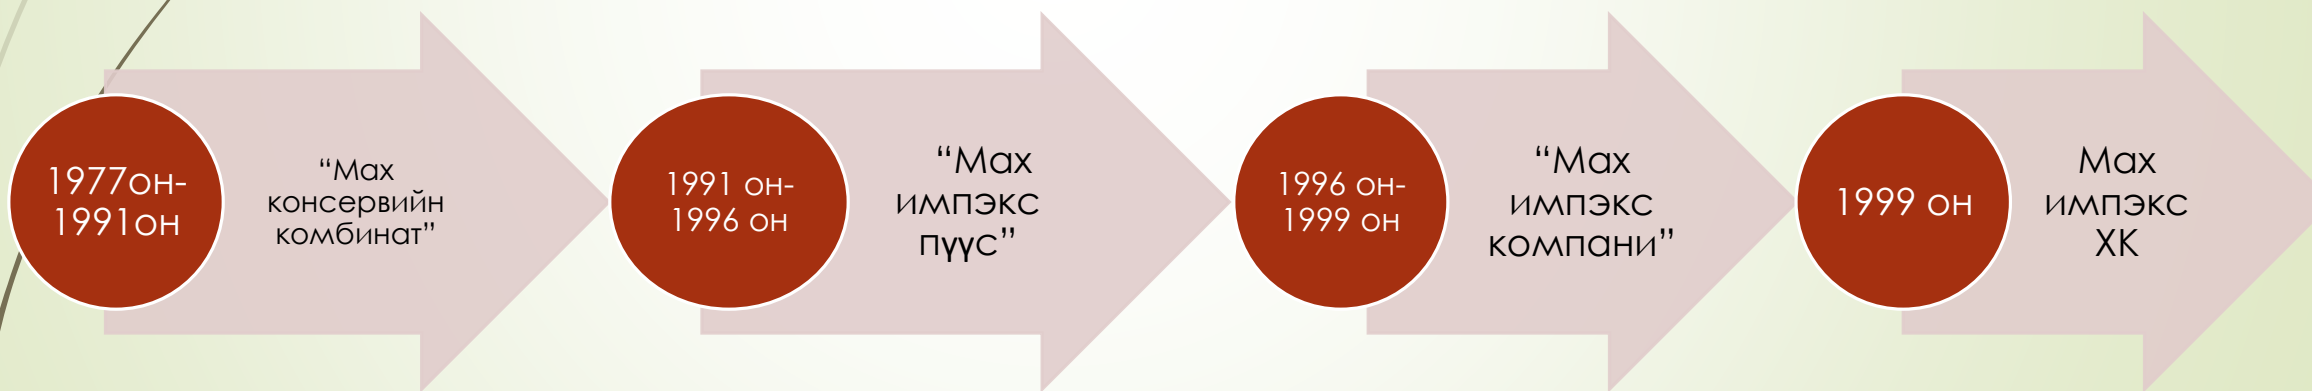 1977он-
1991он
“Мах
консервийн
комбинат”
1991 он-
1996 он
“Мах
импэкс
пүүс”
1996 он-
1999 он
“Мах
импэкс
компани”
1999 он
Мах
импэкс
ХК